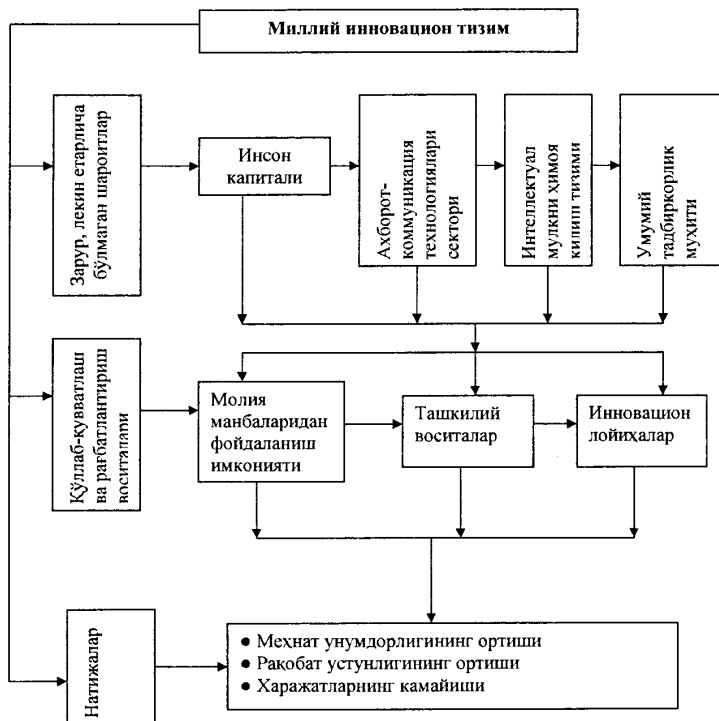 Миллий инновацион тизим
Зарур, лекин етарлича
бўлмаган шароитлар
Инсон
капитали
Ахборот-
коммуникация
технологиялари
сектори
Интеллектуал
мулкни ҳимоя
килиш тизими
Умумий
тадбиркорлик
муҳити
Қўллаб-қувватлаш
ва рағбатлантириш
воситалари
Молия
манбаларидан
фойдаланиш
имконияти
Ташкилий
воситалар
Инновацион
лойиҳалар
Натижалар
● Меҳнат унумдорлигининг ортиши
● Рақобат устунлигининг ортиши
● Харажатларнинг камайиши